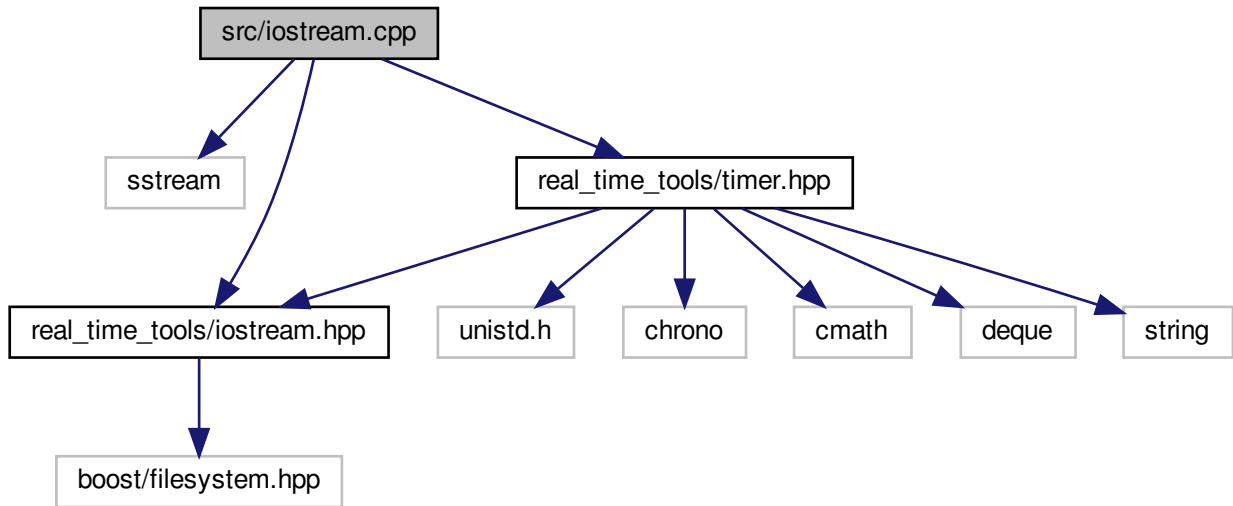 src/iostream.cpp
sstream
real_time_tools/timer.hpp
real_time_tools/iostream.hpp
unistd.h
chrono
cmath
deque
string
boost/filesystem.hpp